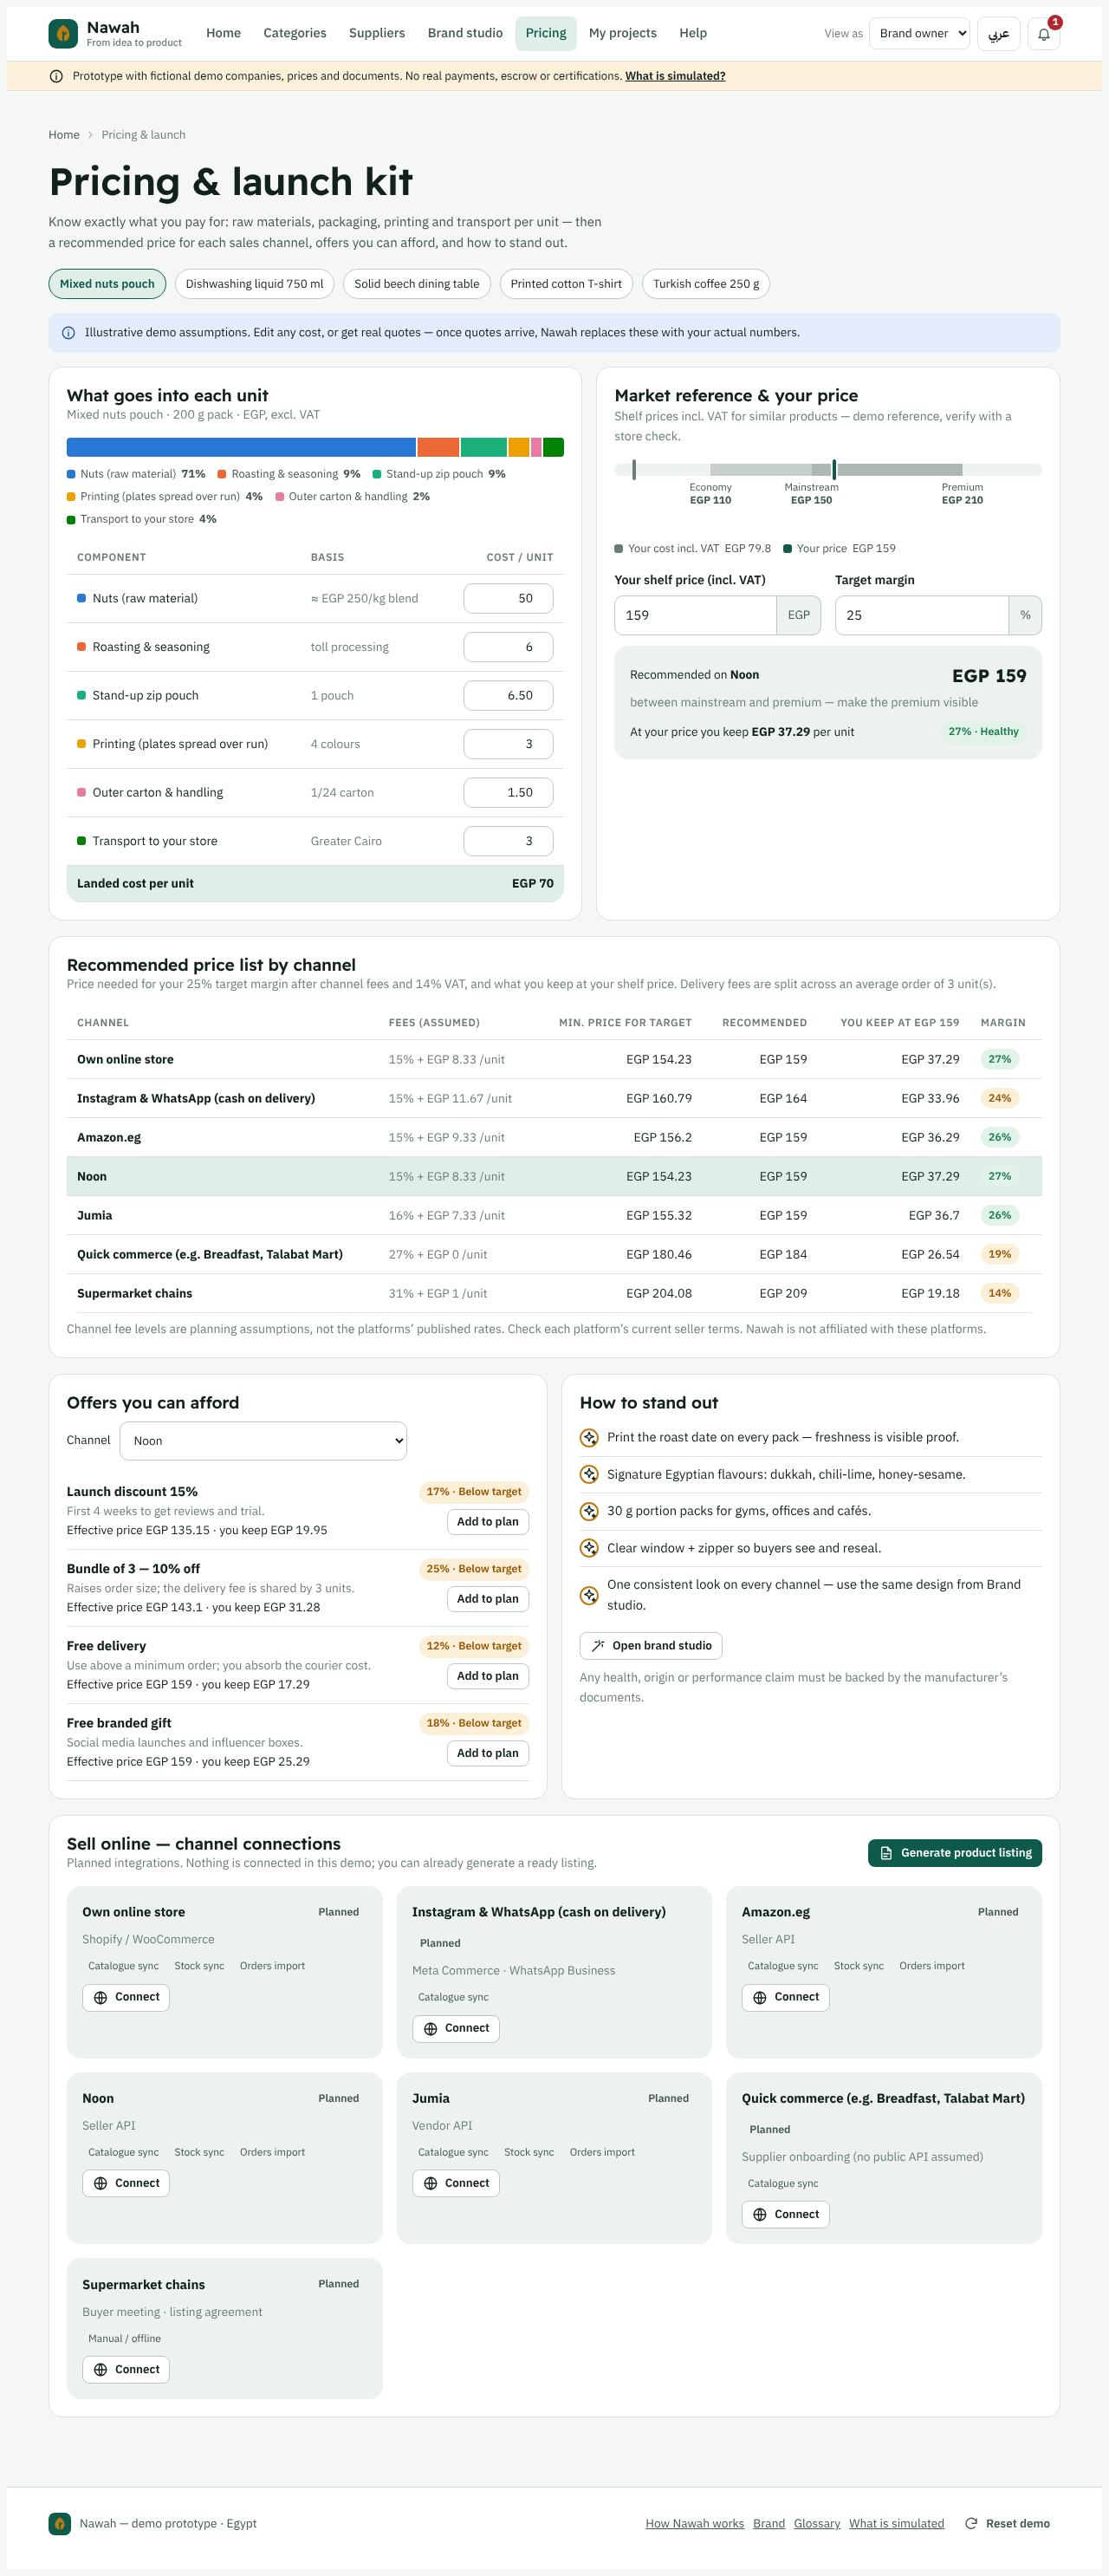 Nawah
From idea to product
Home
Categories
Suppliers
Brand studio
Pricing
My projects
Help
View as
Brand owner
عربي
1
Prototype with fictional demo companies, prices and documents. No real payments, escrow or certifications. What is simulated?
Home › Pricing & launch
Pricing & launch kit
Know exactly what you pay for: raw materials, packaging, printing and transport per unit — then
a recommended price for each sales channel, offers you can afford, and how to stand out.
Mixed nuts pouch
Dishwashing liquid 750 ml
Solid beech dining table
Printed cotton T-shirt
Turkish coffee 250 g
Illustrative demo assumptions. Edit any cost, or get real quotes — once quotes arrive, Nawah replaces these with your actual numbers.
What goes into each unit
Mixed nuts pouch · 200 g pack · EGP, excl. VAT
Nuts (raw material) 71% Roasting & seasoning 9% Stand-up zip pouch 9%
Printing (plates spread over run) 4% Outer carton & handling 2%
Transport to your store 4%
COMPONENT BASIS COST / UNIT
Nuts (raw material) ≈ EGP 250/kg blend 50
Roasting & seasoning toll processing 6
Stand-up zip pouch 1 pouch 6.50
Printing (plates spread over run) 4 colours 3
Outer carton & handling 1/24 carton 1.50
Transport to your store Greater Cairo 3
Landed cost per unit EGP 70
Market reference & your price
Shelf prices incl. VAT for similar products — demo reference, verify with a
store check.
Economy Mainstream Premium
EGP 110 EGP 150 EGP 210
Your cost incl. VAT EGP 79.8 Your price EGP 159
Your shelf price (incl. VAT) Target margin
159 EGP 25 %
Recommended on Noon EGP 159
between mainstream and premium — make the premium visible
At your price you keep EGP 37.29 per unit 27% · Healthy
Recommended price list by channel
Price needed for your 25% target margin after channel fees and 14% VAT, and what you keep at your shelf price. Delivery fees are split across an average order of 3 unit(s).
CHANNEL FEES (ASSUMED) MIN. PRICE FOR TARGET RECOMMENDED YOU KEEP AT EGP 159 MARGIN
Own online store 15% + EGP 8.33 /unit EGP 154.23 EGP 159 EGP 37.29 27%
Instagram & WhatsApp (cash on delivery) 15% + EGP 11.67 /unit EGP 160.79 EGP 164 EGP 33.96 24%
Amazon.eg 15% + EGP 9.33 /unit EGP 156.2 EGP 159 EGP 36.29 26%
Noon 15% + EGP 8.33 /unit EGP 154.23 EGP 159 EGP 37.29 27%
Jumia 16% + EGP 7.33 /unit EGP 155.32 EGP 159 EGP 36.7 26%
Quick commerce (e.g. Breadfast, Talabat Mart) 27% + EGP 0 /unit EGP 180.46 EGP 184 EGP 26.54 19%
Supermarket chains 31% + EGP 1 /unit EGP 204.08 EGP 209 EGP 19.18 14%
Channel fee levels are planning assumptions, not the platforms’ published rates. Check each platform’s current seller terms. Nawah is not affiliated with these platforms.
Offers you can afford
Channel Noon
Launch discount 15% 17% · Below target
First 4 weeks to get reviews and trial.
Effective price EGP 135.15 · you keep EGP 19.95
Add to plan
Bundle of 3 — 10% off 25% · Below target
Raises order size; the delivery fee is shared by 3 units.
Effective price EGP 143.1 · you keep EGP 31.28
Add to plan
Free delivery 12% · Below target
Use above a minimum order; you absorb the courier cost.
Effective price EGP 159 · you keep EGP 17.29
Add to plan
Free branded gift 18% · Below target
Social media launches and influencer boxes.
Effective price EGP 159 · you keep EGP 25.29
Add to plan
How to stand out
Print the roast date on every pack — freshness is visible proof.
Signature Egyptian flavours: dukkah, chili-lime, honey-sesame.
30 g portion packs for gyms, offices and cafés.
Clear window + zipper so buyers see and reseal.
One consistent look on every channel — use the same design from Brand
studio.
Open brand studio
Any health, origin or performance claim must be backed by the manufacturer’s
documents.
Sell online — channel connections
Planned integrations. Nothing is connected in this demo; you can already generate a ready listing.
Generate product listing
Own online store Planned
Shopify / WooCommerce
Catalogue sync Stock sync Orders import
Connect
Instagram & WhatsApp (cash on delivery)
Planned
Meta Commerce · WhatsApp Business
Catalogue sync
Connect
Amazon.eg Planned
Seller API
Catalogue sync Stock sync Orders import
Connect
Noon Planned
Seller API
Catalogue sync Stock sync Orders import
Connect
Jumia Planned
Vendor API
Catalogue sync Stock sync Orders import
Connect
Quick commerce (e.g. Breadfast, Talabat Mart)
Planned
Supplier onboarding (no public API assumed)
Catalogue sync
Connect
Supermarket chains Planned
Buyer meeting · listing agreement
Manual / offline
Connect
Nawah — demo prototype · Egypt
How Nawah works Brand Glossary What is simulated Reset demo